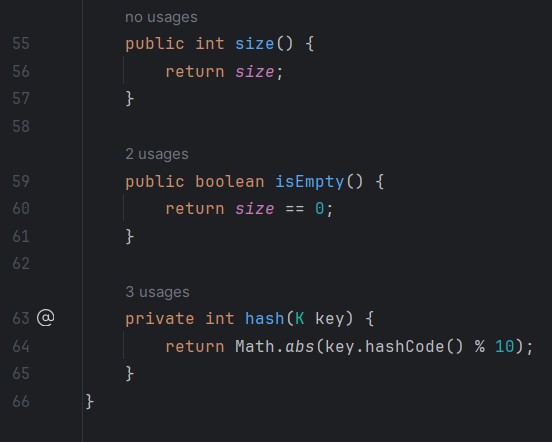 no usages
55 public int size() {
56 return size;
57 }
58
2 usages
59 public boolean isEmpty() {
60 return size == 0;
61 }
62
3 usages
63 @ private int hash(K key) {
64 return Math.abs(key.hashCode() % 10);
65 }
66 }